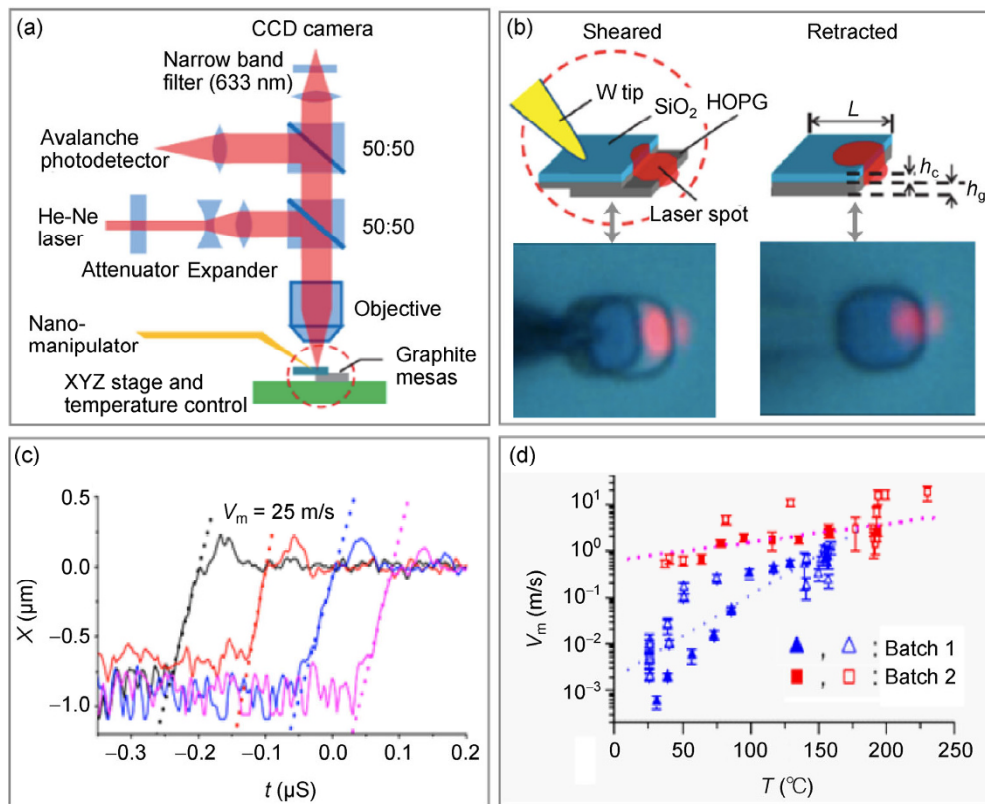 (a)
CCD camera
Narrow band
filter (633 nm)
Avalanche
photodetector
50:50
He-Ne
laser
50:50
Attenuator
Expander
Objective
Nano-
manipulator
Graphite
mesas
XYZ stage and
temperature control
(b)
Sheared
Retracted
W tip
SiO₂
HOPG
L
h_c
h_g
Laser spot
(c)
0.5
V_m = 25 m/s
0.0
−0.5
−1.0
X (μm)
−0.3
−0.2
−0.1
0.0
0.1
0.2
t (μS)
(d)
10¹
10⁰
10⁻¹
10⁻²
10⁻³
V_m (m/s)
, : Batch 1
, : Batch 2
0
50
100
150
200
250
T (℃)